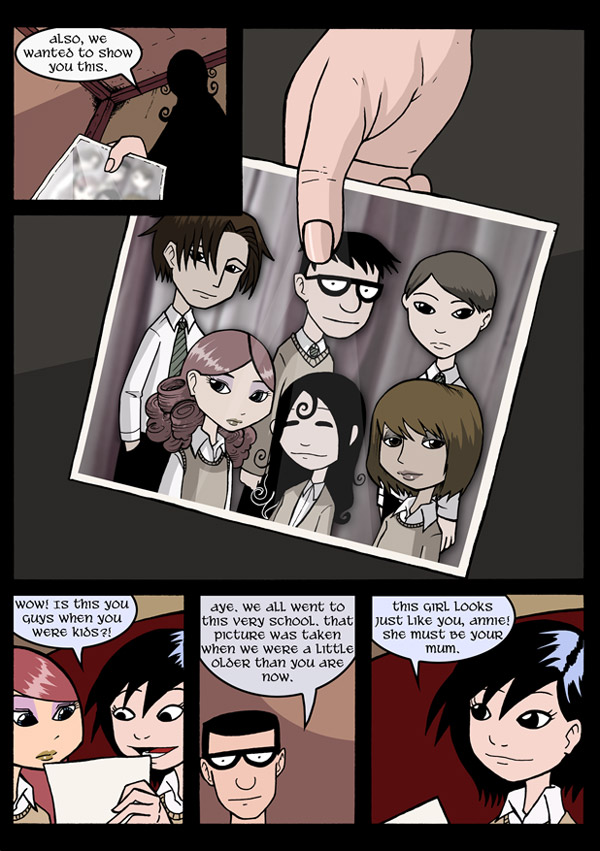 also, we
wanted to show
you this.
wow! is this you
guys when you
were kids?!
aye. we all went to
this very school. that
picture was taken
when we were a little
older than you are
now.
this girl looks
just like you, annie!
she must be your
mum.